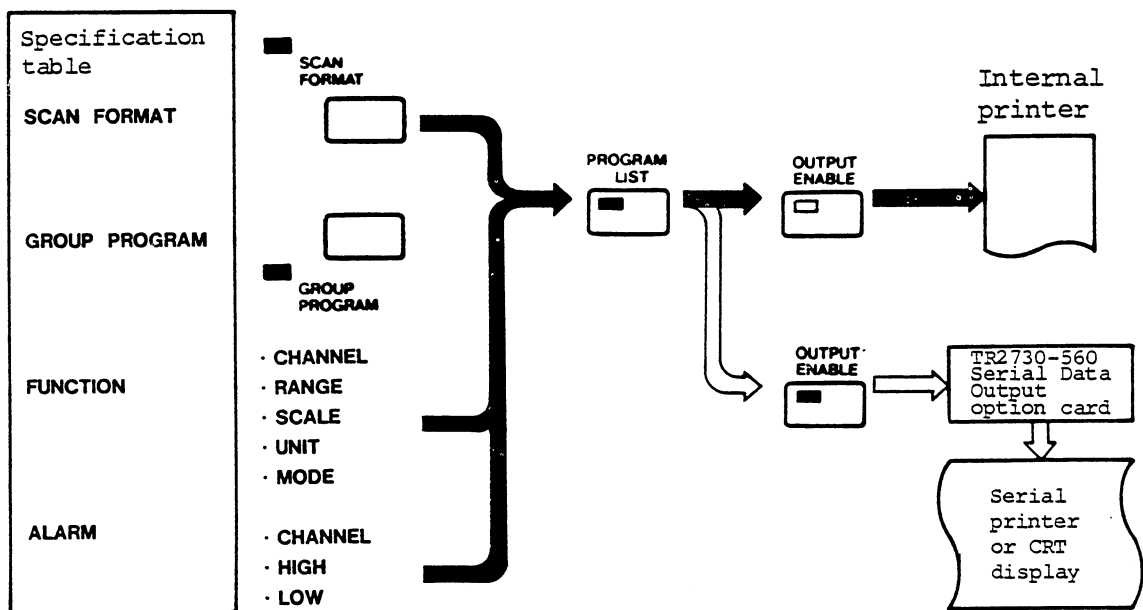 Specification
table
SCAN FORMAT
GROUP PROGRAM
FUNCTION
ALARM
SCAN
FORMAT
GROUP
PROGRAM
· CHANNEL
· RANGE
· SCALE
· UNIT
· MODE
· CHANNEL
· HIGH
· LOW
PROGRAM
LIST
OUTPUT
ENABLE
Internal
printer
OUTPUT
ENABLE
TR2730-560
Serial Data
Output
option card
Serial
printer
or CRT
display